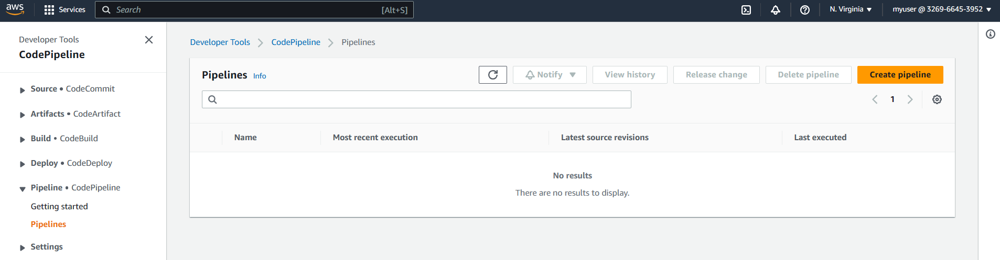 aws Services Search [Alt+S] N. Virginia myuser @ 3269-6645-3952
Developer Tools
CodePipeline
Source • CodeCommit
Artifacts • CodeArtifact
Build • CodeBuild
Deploy • CodeDeploy
Pipeline • CodePipeline
Getting started
Pipelines
Settings
Developer Tools > CodePipeline > Pipelines
Pipelines Info Notify View history Release change Delete pipeline Create pipeline
1
Name Most recent execution Latest source revisions Last executed
No results
There are no results to display.